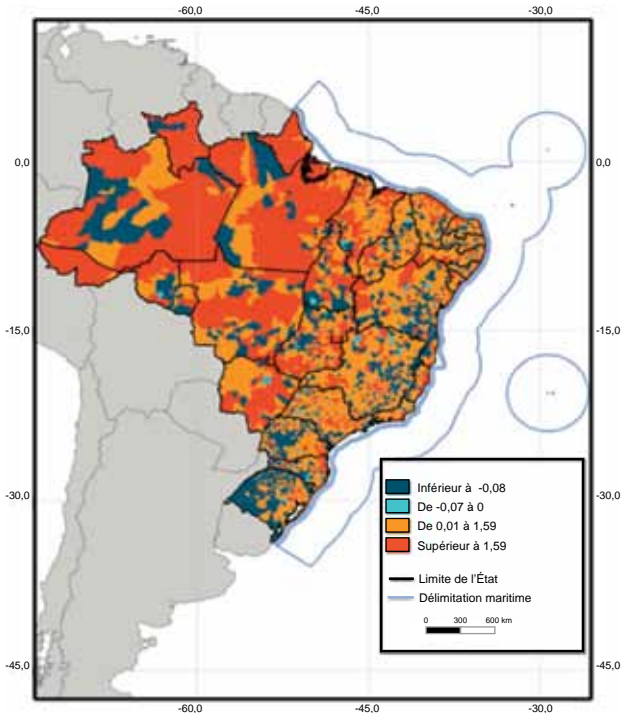 -60,0 -45,0 -30,0
0,0 0,0
-15,0 -15,0
-30,0 -30,0
Inférieur à -0,08
De -0,07 à 0
De 0,01 à 1,59
Supérieur à 1,59
Limite de l'État
Délimitation maritime
0 300 600 km
-45,0 -45,0
-60,0 -45,0 -30,0